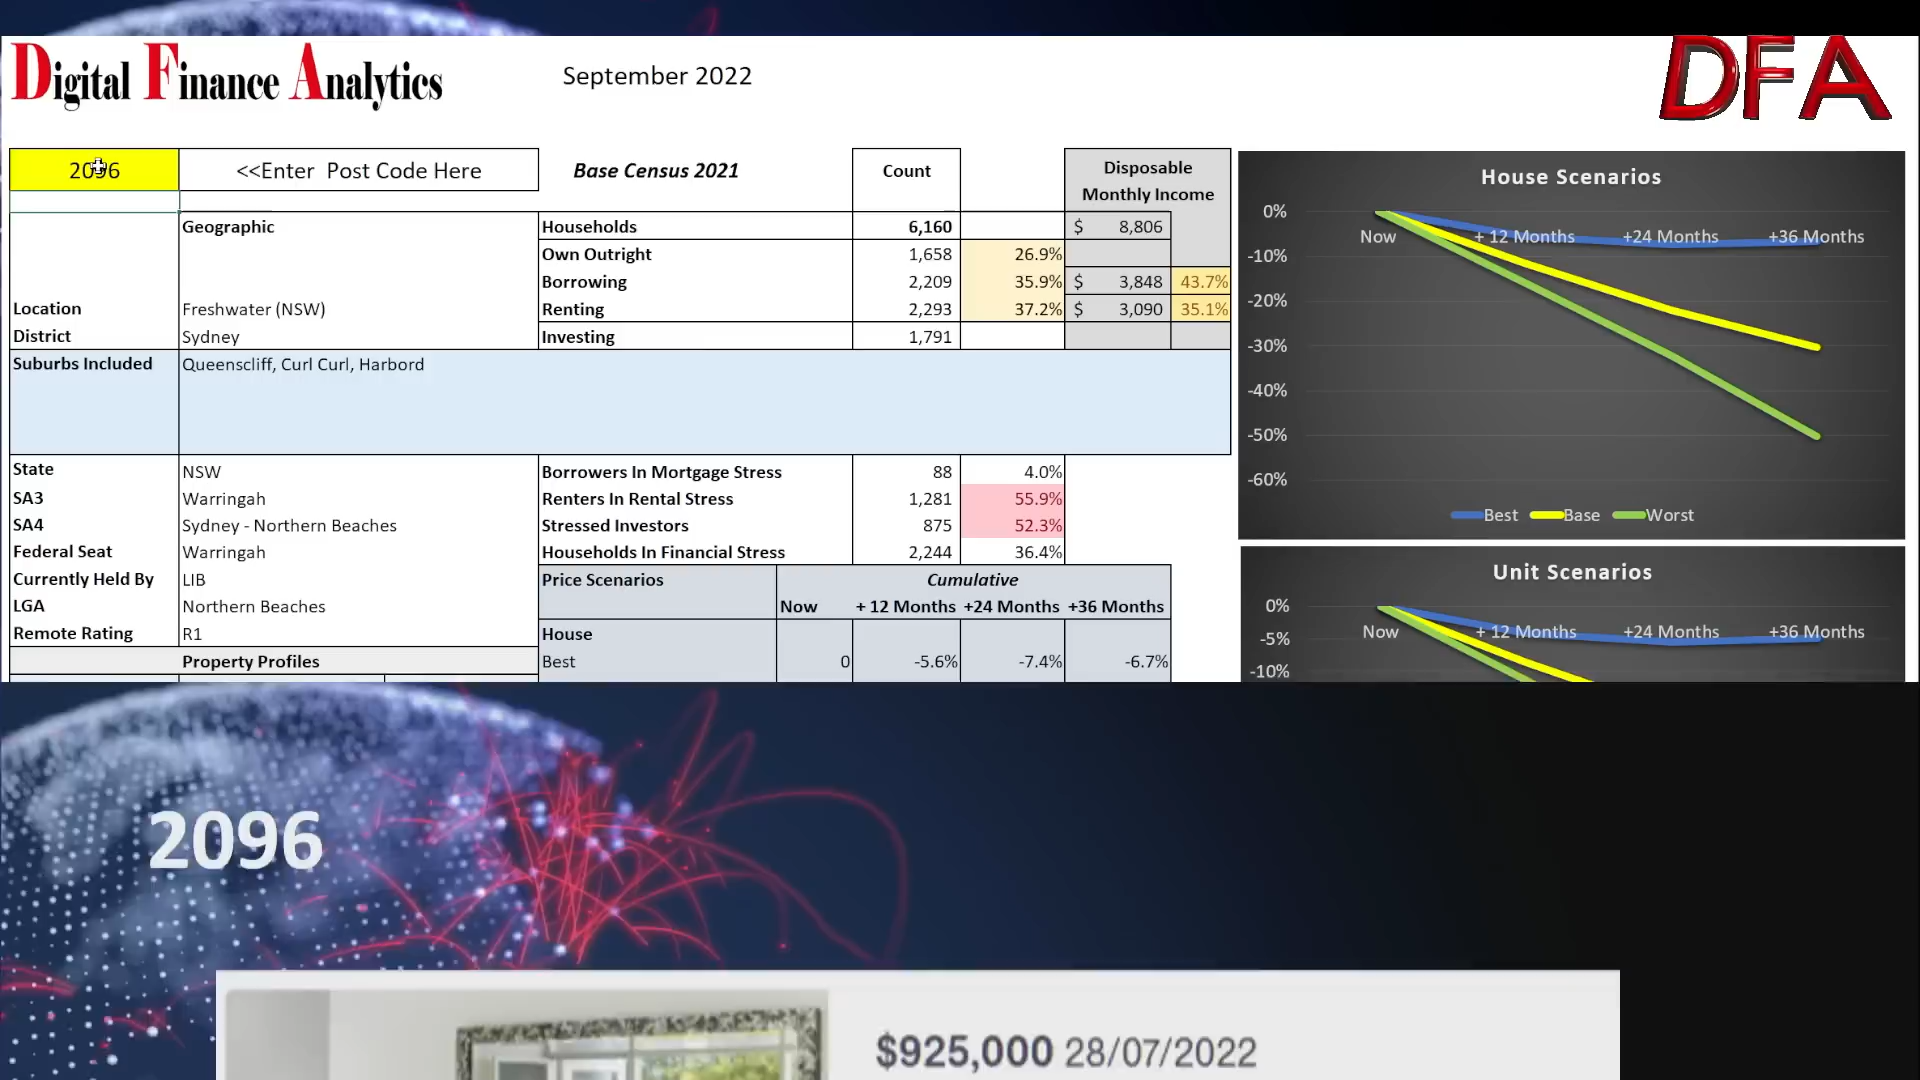 Digital Finance Analytics
September 2022
DFA
2096
<<Enter Post Code Here
Base Census 2021
Count
Disposable
Monthly Income
Geographic
Households 6,160 $ 8,806
Own Outright 1,658 26.9%
Borrowing 2,209 35.9% $ 3,848 43.7%
Location Freshwater (NSW) Renting 2,293 37.2% $ 3,090 35.1%
District Sydney Investing 1,791
Suburbs Included Queenscliff, Curl Curl, Harbord
State NSW Borrowers In Mortgage Stress 88 4.0%
SA3 Warringah Renters In Rental Stress 1,281 55.9%
SA4 Sydney - Northern Beaches Stressed Investors 875 52.3%
Federal Seat Warringah Households In Financial Stress 2,244 36.4%
Currently Held By LIB Price Scenarios Cumulative
LGA Northern Beaches Now + 12 Months +24 Months +36 Months
Remote Rating R1 House
Property Profiles Best 0 -5.6% -7.4% -6.7%
House Scenarios
0%
Now + 12 Months +24 Months +36 Months
-10%
-20%
-30%
-40%
-50%
-60%
Best Base Worst
Unit Scenarios
0%
Now + 12 Months +24 Months +36 Months
-5%
-10%
2096
$925,000 28/07/2022